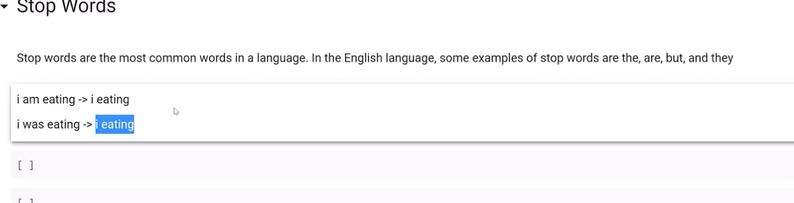 Stop Words
Stop words are the most common words in a language. In the English language, some examples of stop words are the, are, but, and they
i am eating -> i eating
i was eating -> i eating
[ ]
[ ]